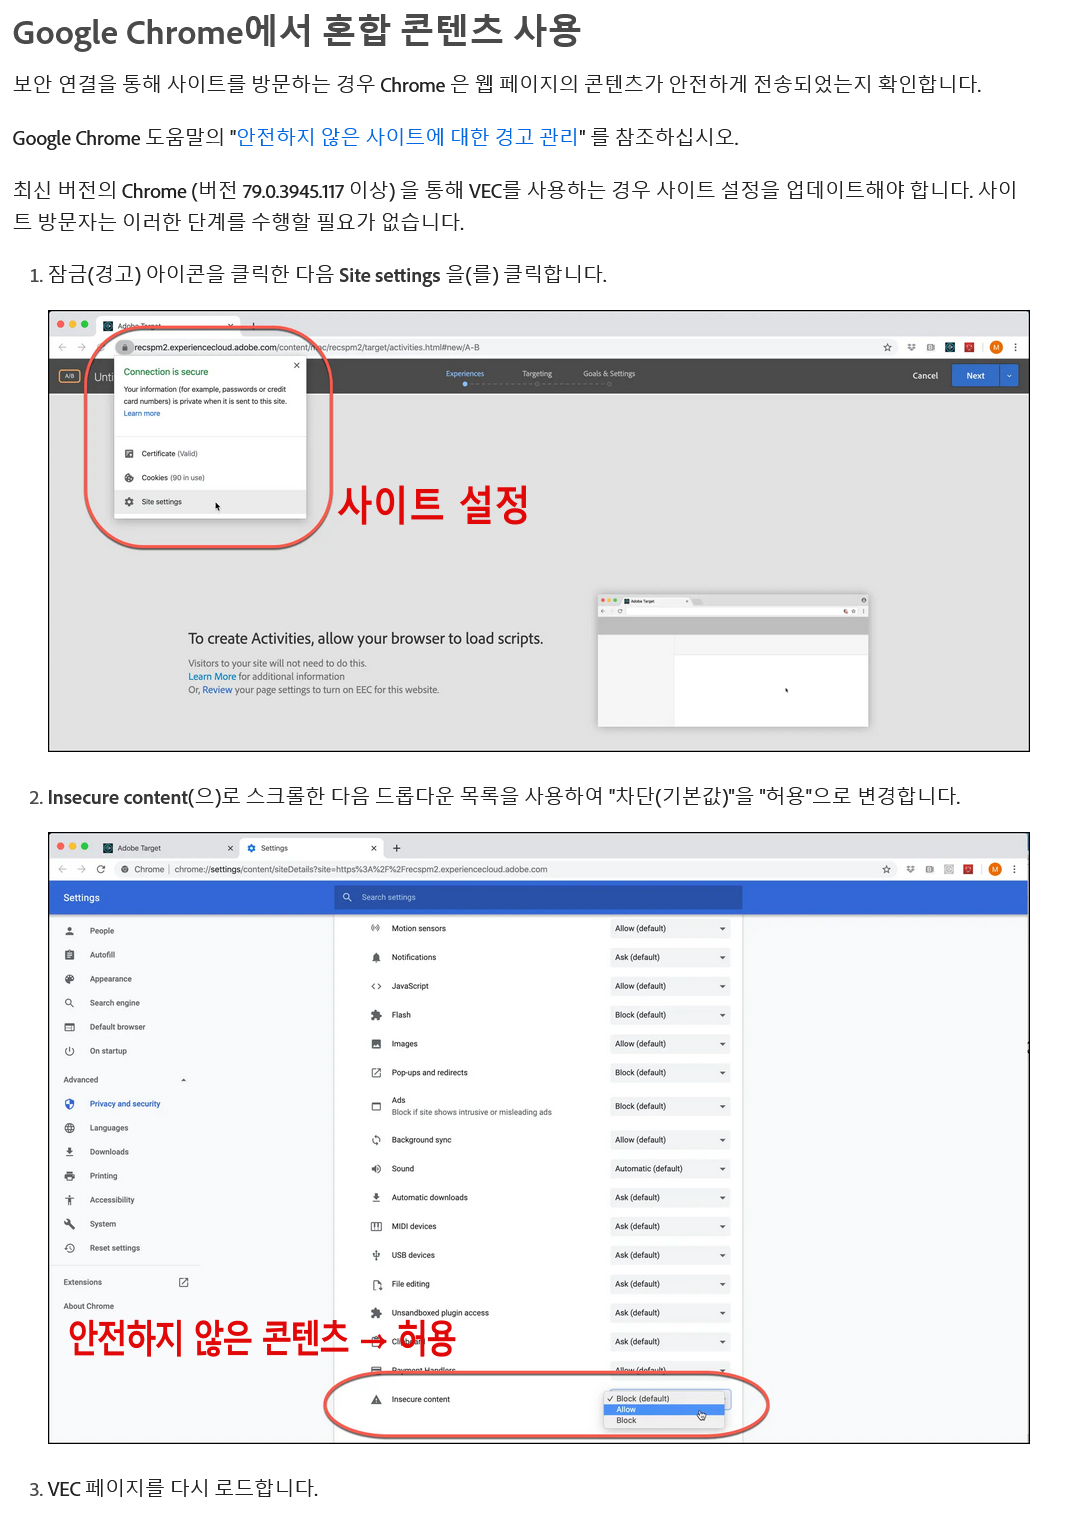 Google Chrome에서 혼합 콘텐츠 사용
보안 연결을 통해 사이트를 방문하는 경우 Chrome 은 웹 페이지의 콘텐츠가 안전하게 전송되었는지 확인합니다.
Google Chrome 도움말의 "안전하지 않은 사이트에 대한 경고 관리" 를 참조하십시오.
최신 버전의 Chrome (버전 79.0.3945.117 이상) 을 통해 VEC를 사용하는 경우 사이트 설정을 업데이트해야 합니다. 사이
트 방문자는 이러한 단계를 수행할 필요가 없습니다.
1. 잠금(경고) 아이콘을 클릭한 다음 Site settings 을(를) 클릭합니다.
Adobe Target
recspm2.experiencecloud.adobe.com/content/mac/recspm2/target/activities.html#new/A-B
M
A/B Unti
Experiences Targeting Goals & Settings
Cancel Next
Connection is secure
Your information (for example, passwords or credit
card numbers) is private when it is sent to this site.
Learn more
Certificate (Valid)
Cookies (90 in use)
Site settings
사이트 설정
Adobe Target
To create Activities, allow your browser to load scripts.
Visitors to your site will not need to do this.
Learn More for additional information
Or, Review your page settings to turn on EEC for this website.
2. Insecure content(으)로 스크롤한 다음 드롭다운 목록을 사용하여 "차단(기본값)"을 "허용"으로 변경합니다.
Adobe Target Settings
Chrome | chrome://settings/content/siteDetails?site=https%3A%2F%2Frecspm2.experiencecloud.adobe.com
M
Settings
Search settings
People
Autofill
Appearance
Search engine
Default browser
On startup
Advanced
Privacy and security
Languages
Downloads
Printing
Accessibility
System
Reset settings
Extensions
About Chrome
Motion sensors Allow (default)
Notifications Ask (default)
JavaScript Allow (default)
Flash Block (default)
Images Allow (default)
Pop-ups and redirects Block (default)
Ads Block (default)
Block if site shows intrusive or misleading ads
Background sync Allow (default)
Sound Automatic (default)
Automatic downloads Ask (default)
MIDI devices Ask (default)
USB devices Ask (default)
File editing Ask (default)
Unsandboxed plugin access Ask (default)
Clipboard Ask (default)
안전하지 않은 콘텐츠 → 허용
Payment Handlers Allow (default)
Insecure content
Block (default)
Allow
Block
3. VEC 페이지를 다시 로드합니다.